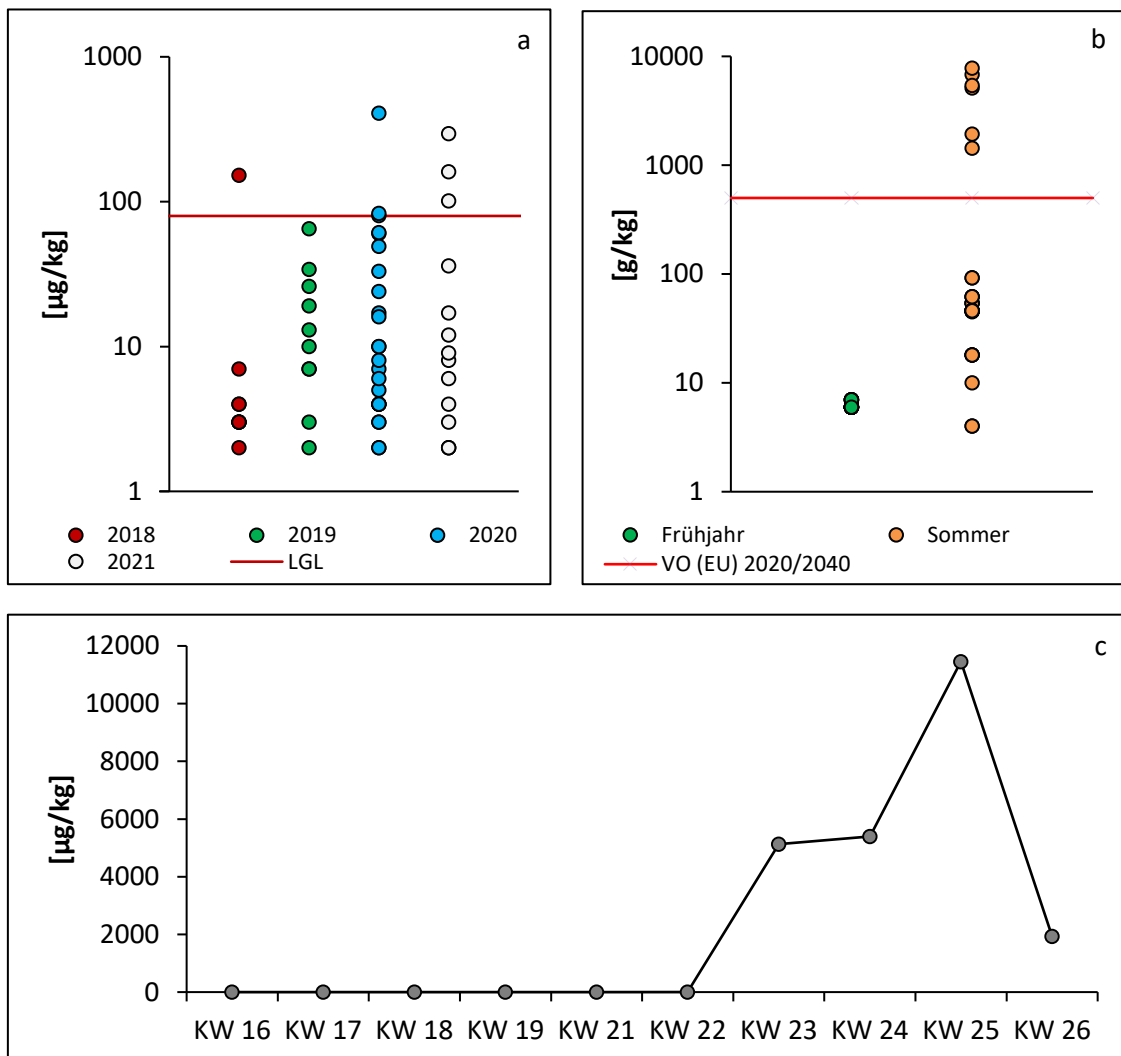 a
1000
100
10
1
[µg/kg]
2018 2019 2020
2021 LGL
b
10000
1000
100
10
1
[g/kg]
Frühjahr Sommer
VO (EU) 2020/2040
c
12000
10000
8000
6000
4000
2000
0
[µg/kg]
KW 16 KW 17 KW 18 KW 19 KW 21 KW 22 KW 23 KW 24 KW 25 KW 26